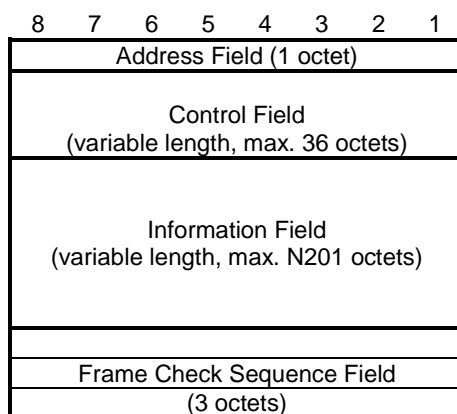 8 7 6 5 4 3 2 1
Address Field (1 octet)
Control Field
(variable length, max. 36 octets)
Information Field
(variable length, max. N201 octets)
Frame Check Sequence Field
(3 octets)